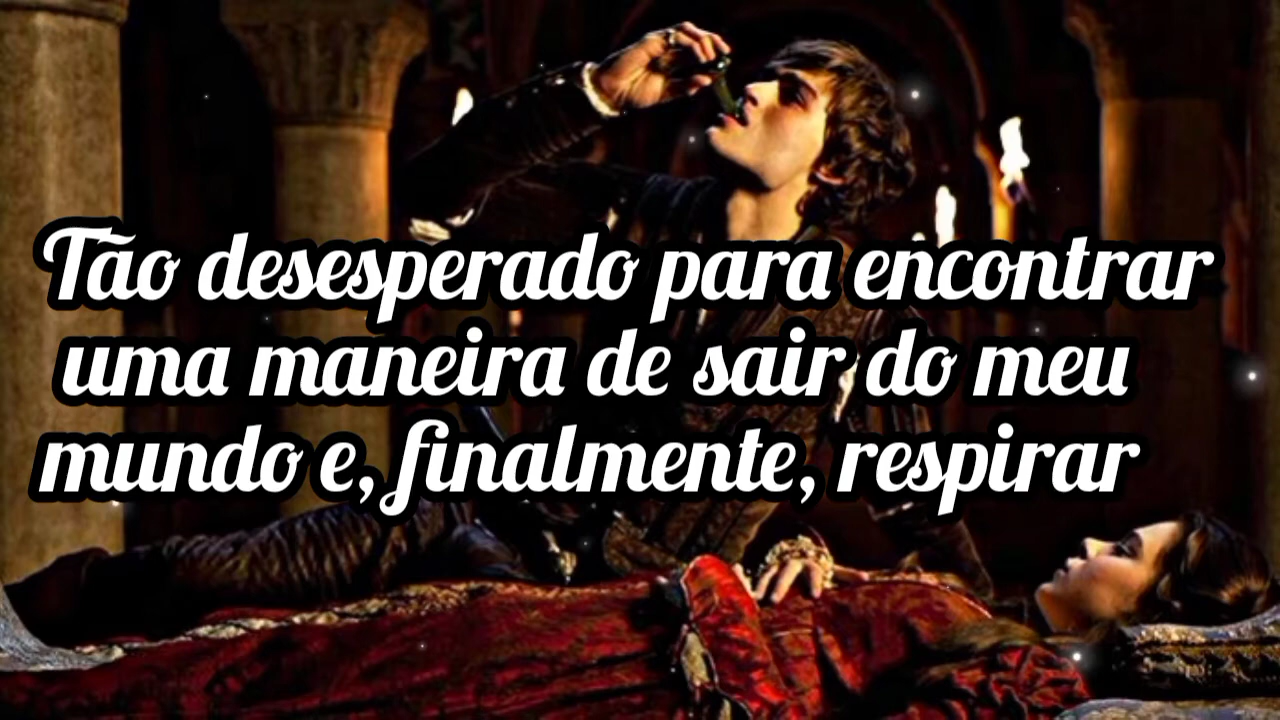 Tão desesperado para encontrar
uma maneira de sair do meu
mundo e, finalmente, respirar